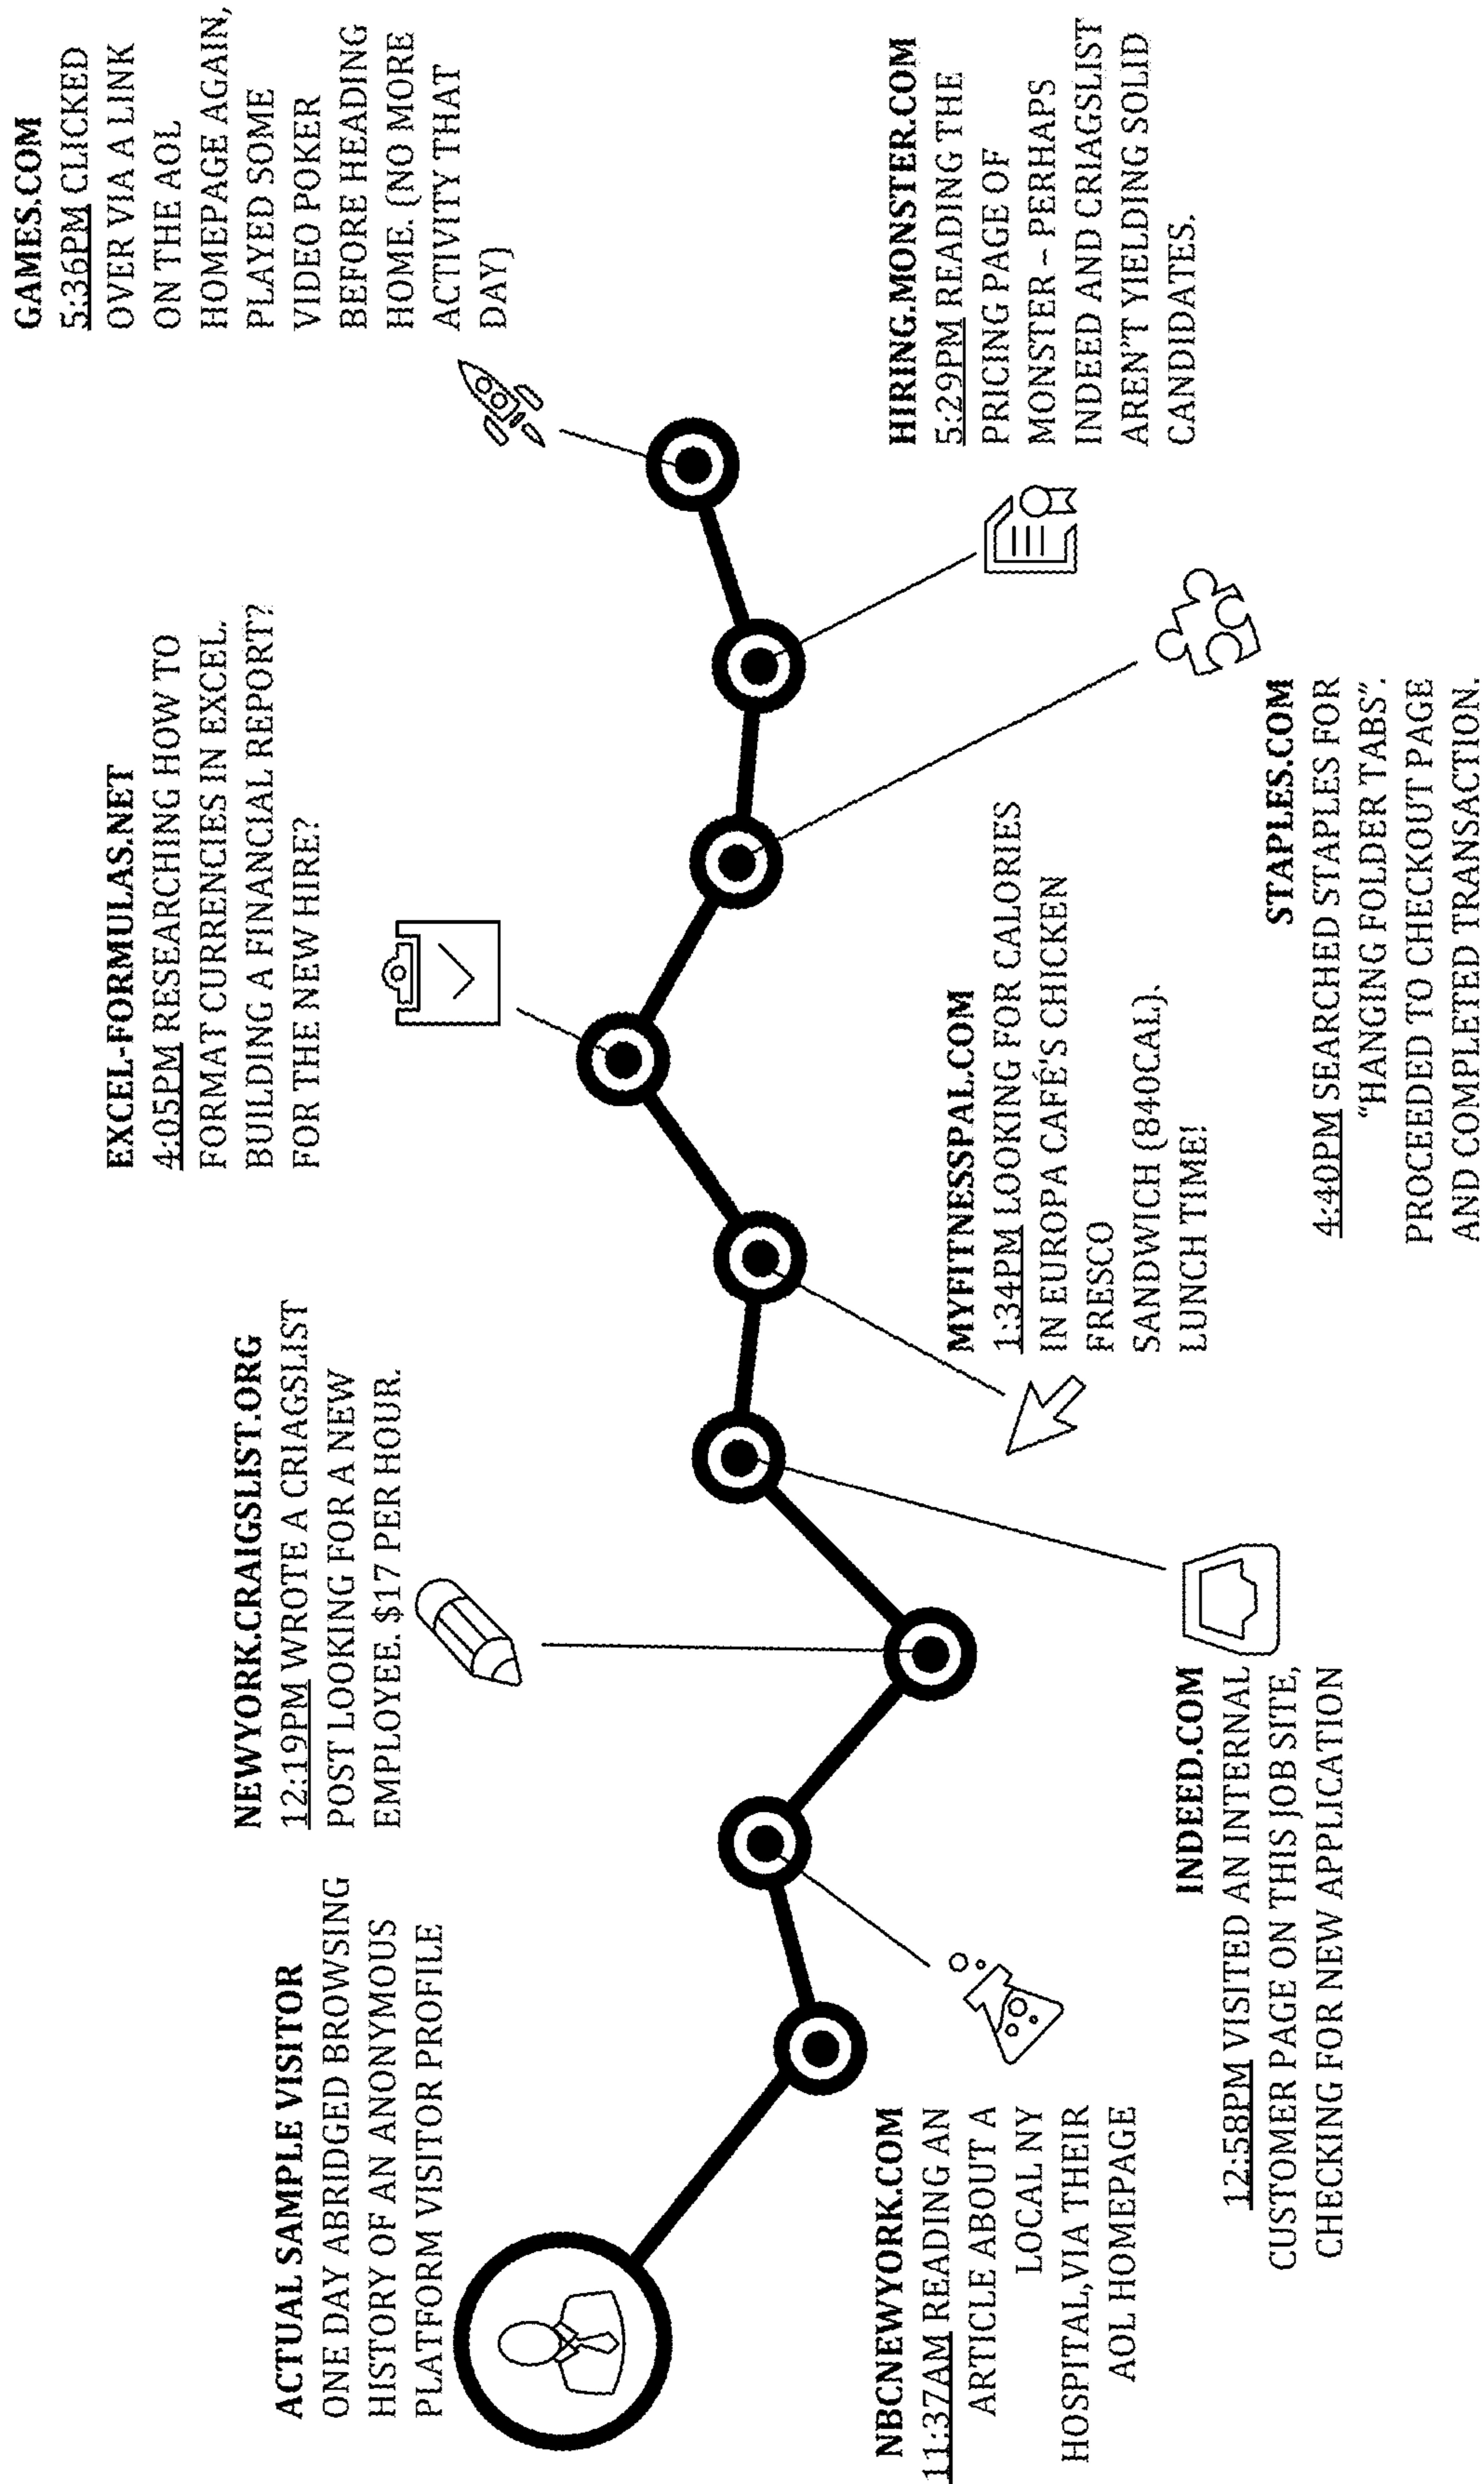 ACTUAL SAMPLE VISITOR
ONE DAY ABRIDGED BROWSING
HISTORY OF AN ANONYMOUS
PLATFORM VISITOR PROFILE
NBCNEWYORK.COM
11:37AM READING AN
ARTICLE ABOUT A
LOCAL NY
HOSPITAL,VIA THEIR
AOL HOMEPAGE
NEWYORK.CRAIGSLIST.ORG
12:19PM WROTE A CRIAGSLIST
POST LOOKING FOR A NEW
EMPLOYEE. $17 PER HOUR.
INDEED.COM
12:58PM VISITED AN INTERNAL
CUSTOMER PAGE ON THIS JOB SITE,
CHECKING FOR NEW APPLICATION
MYFITNESSPAL.COM
1:34PM LOOKING FOR CALORIES
IN EUROPA CAFÉ'S CHICKEN
FRESCO
SANDWICH (840CAL).
LUNCH TIME!
EXCEL-FORMULAS.NET
4:05PM RESEARCHING HOW TO
FORMAT CURRENCIES IN EXCEL.
BUILDING A FINANCIAL REPORT?
FOR THE NEW HIRE?
STAPLES.COM
4:40PM SEARCHED STAPLES FOR
“HANGING FOLDER TABS”.
PROCEEDED TO CHECKOUT PAGE
AND COMPLETED TRANSACTION.
HIRING.MONSTER.COM
5:29PM READING THE
PRICING PAGE OF
MONSTER – PERHAPS
INDEED AND CRIAGSLIST
AREN'T YIELDING SOLID
CANDIDATES.
GAMES.COM
5:36PM CLICKED
OVER VIA A LINK
ON THE AOL
HOMEPAGE AGAIN,
PLAYED SOME
VIDEO POKER
BEFORE HEADING
HOME. (NO MORE
ACTIVITY THAT
DAY)